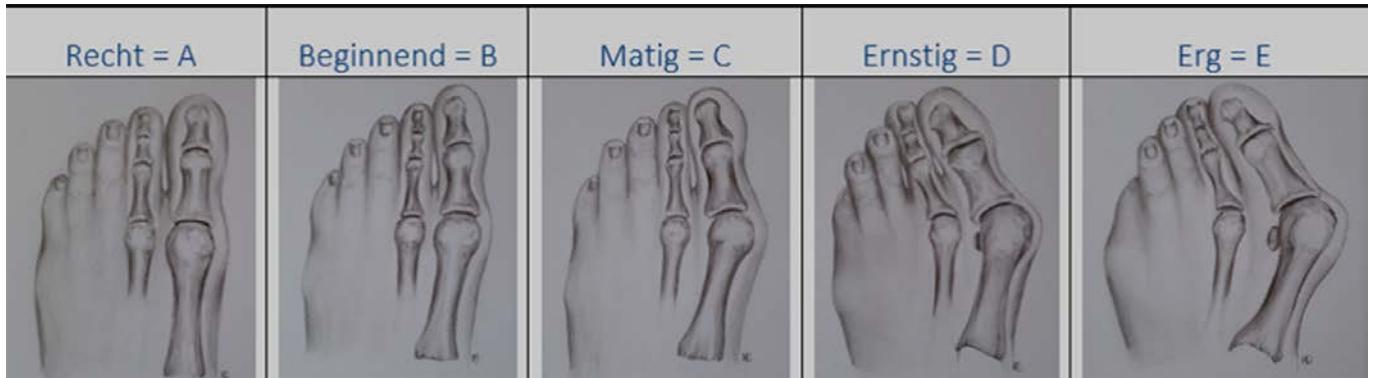 Recht = A
Beginnend = B
Matig = C
Ernstig = D
Erg = E